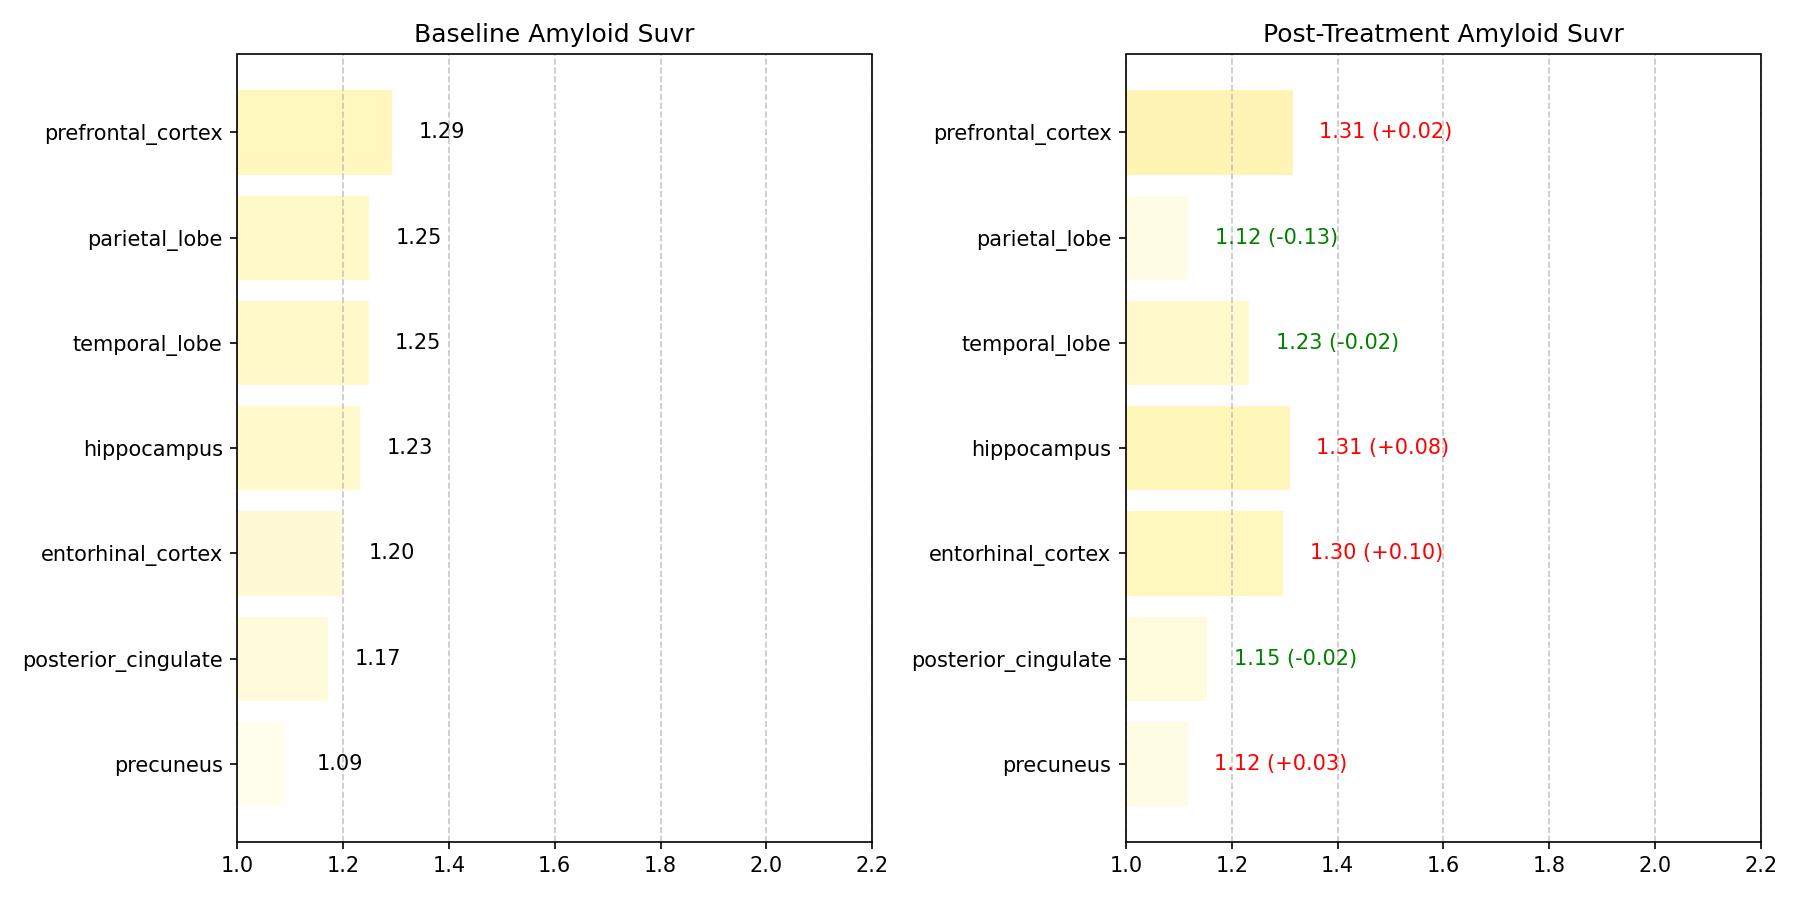 Baseline Amyloid Suvr
prefrontal_cortex 1.29
parietal_lobe 1.25
temporal_lobe 1.25
hippocampus 1.23
entorhinal_cortex 1.20
posterior_cingulate 1.17
precuneus 1.09
1.0 1.2 1.4 1.6 1.8 2.0 2.2
Post-Treatment Amyloid Suvr
prefrontal_cortex 1.31 (+0.02)
parietal_lobe 1.12 (-0.13)
temporal_lobe 1.23 (-0.02)
hippocampus 1.31 (+0.08)
entorhinal_cortex 1.30 (+0.10)
posterior_cingulate 1.15 (-0.02)
precuneus 1.12 (+0.03)
1.0 1.2 1.4 1.6 1.8 2.0 2.2